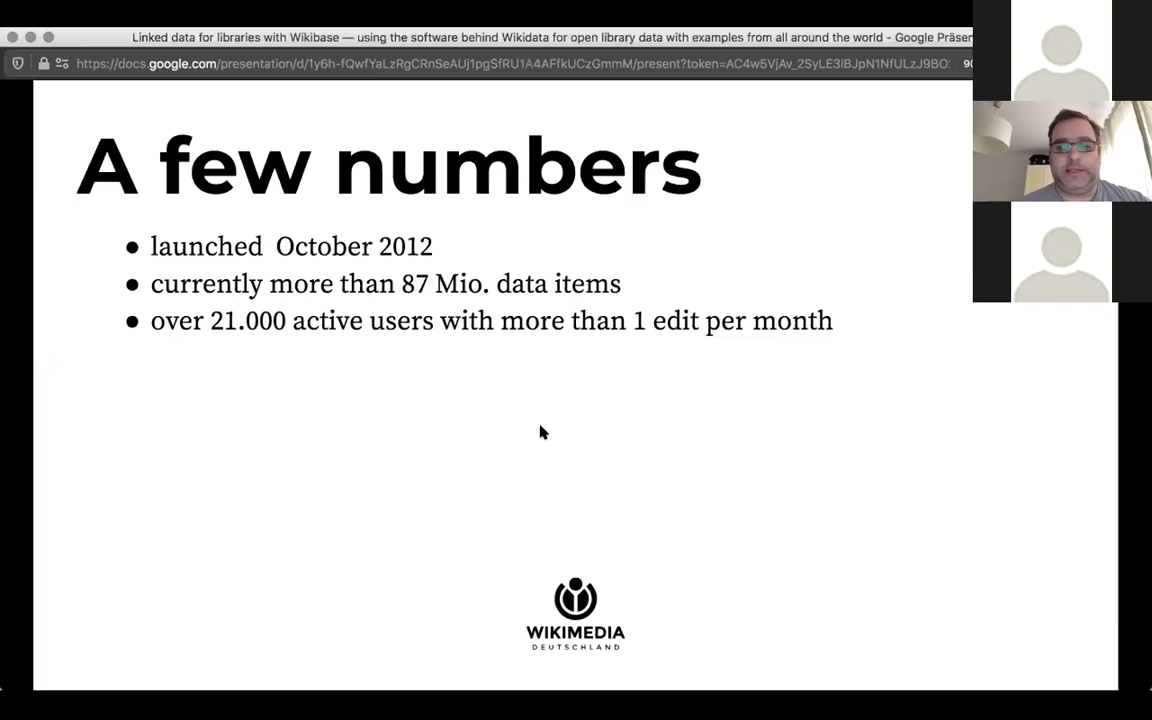 Linked data for libraries with Wikibase — using the software behind Wikidata for open library data with examples from all around the world - Google Präsen
https://docs.google.com/presentation/d/1y6h-fQwfYaLzRgCRnSeAUj1pgSfRU1A4AFfkUCzGmmM/present?token=AC4w5VjAv_2SyLE3lBJpN1NfULzJ9BO
A few numbers
● launched October 2012
● currently more than 87 Mio. data items
● over 21.000 active users with more than 1 edit per month
WIKIMEDIA
DEUTSCHLAND